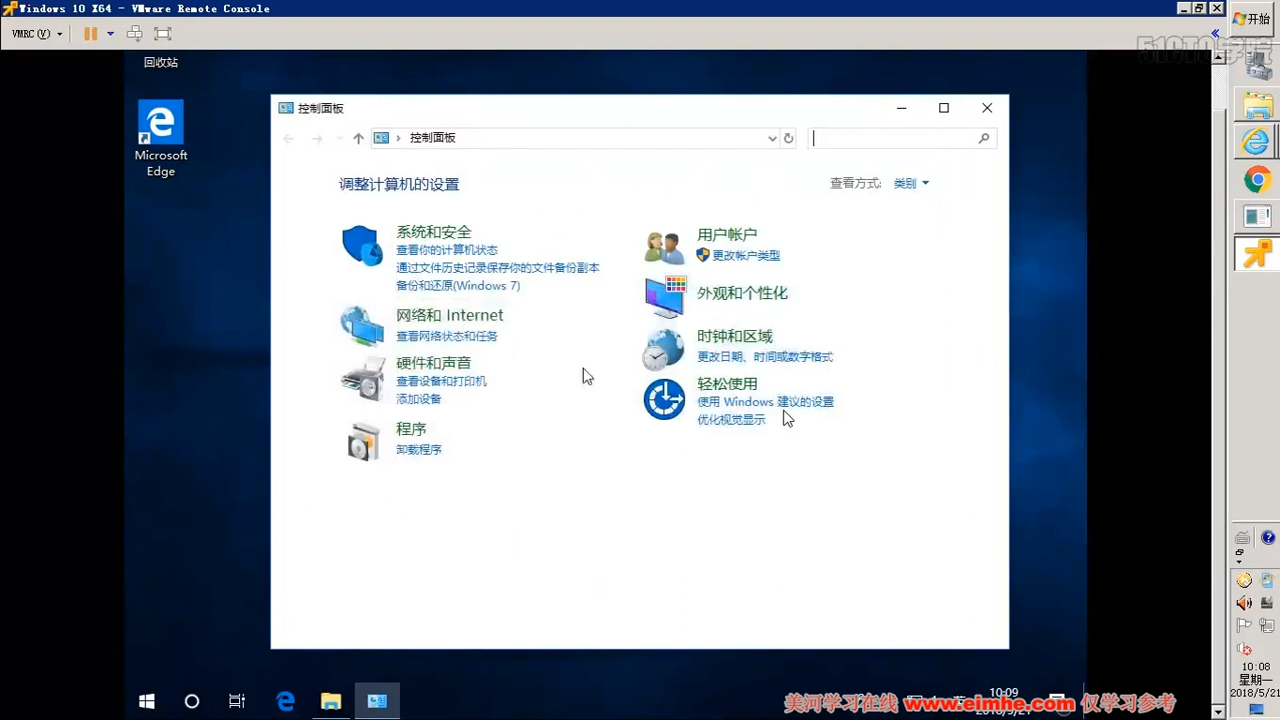 Windows 10 X64 - VMware Remote Console
VMRC(V)
开始
51CTO学院
回收站
Microsoft
Edge
控制面板
控制面板
调整计算机的设置
查看方式:
类别
系统和安全
查看你的计算机状态
通过文件历史记录保存你的文件备份副本
备份和还原(Windows 7)
网络和 Internet
查看网络状态和任务
硬件和声音
查看设备和打印机
添加设备
程序
卸载程序
用户帐户
更改帐户类型
外观和个性化
时钟和区域
更改日期、时间或数字格式
轻松使用
使用 Windows 建议的设置
优化视觉显示
10:09
美河学习在线 www.eimhe.com 仅学习参考
10:08
星期一
2018/5/21